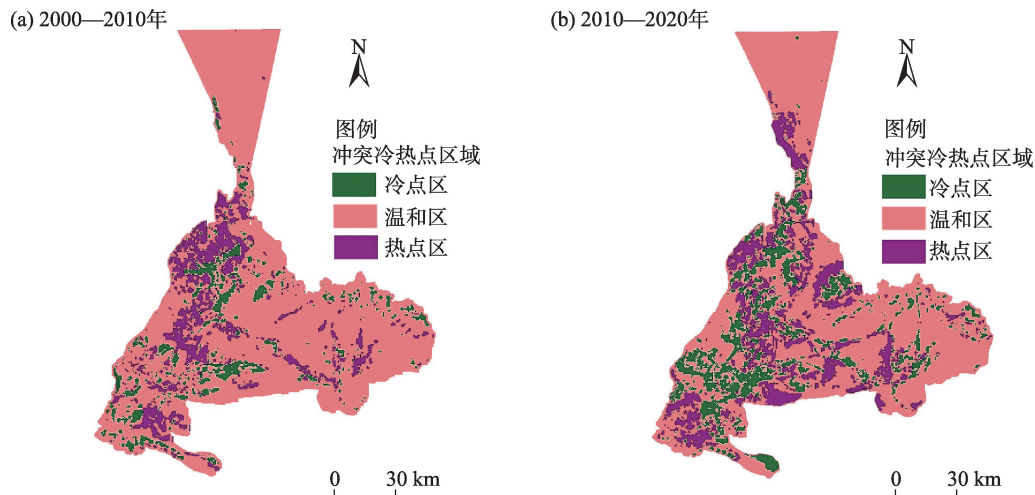 (a) 2000—2010年
N
图例
冲突冷热点区域
冷点区
温和区
热点区
0 30 km
(b) 2010—2020年
N
图例
冲突冷热点区域
冷点区
温和区
热点区
0 30 km